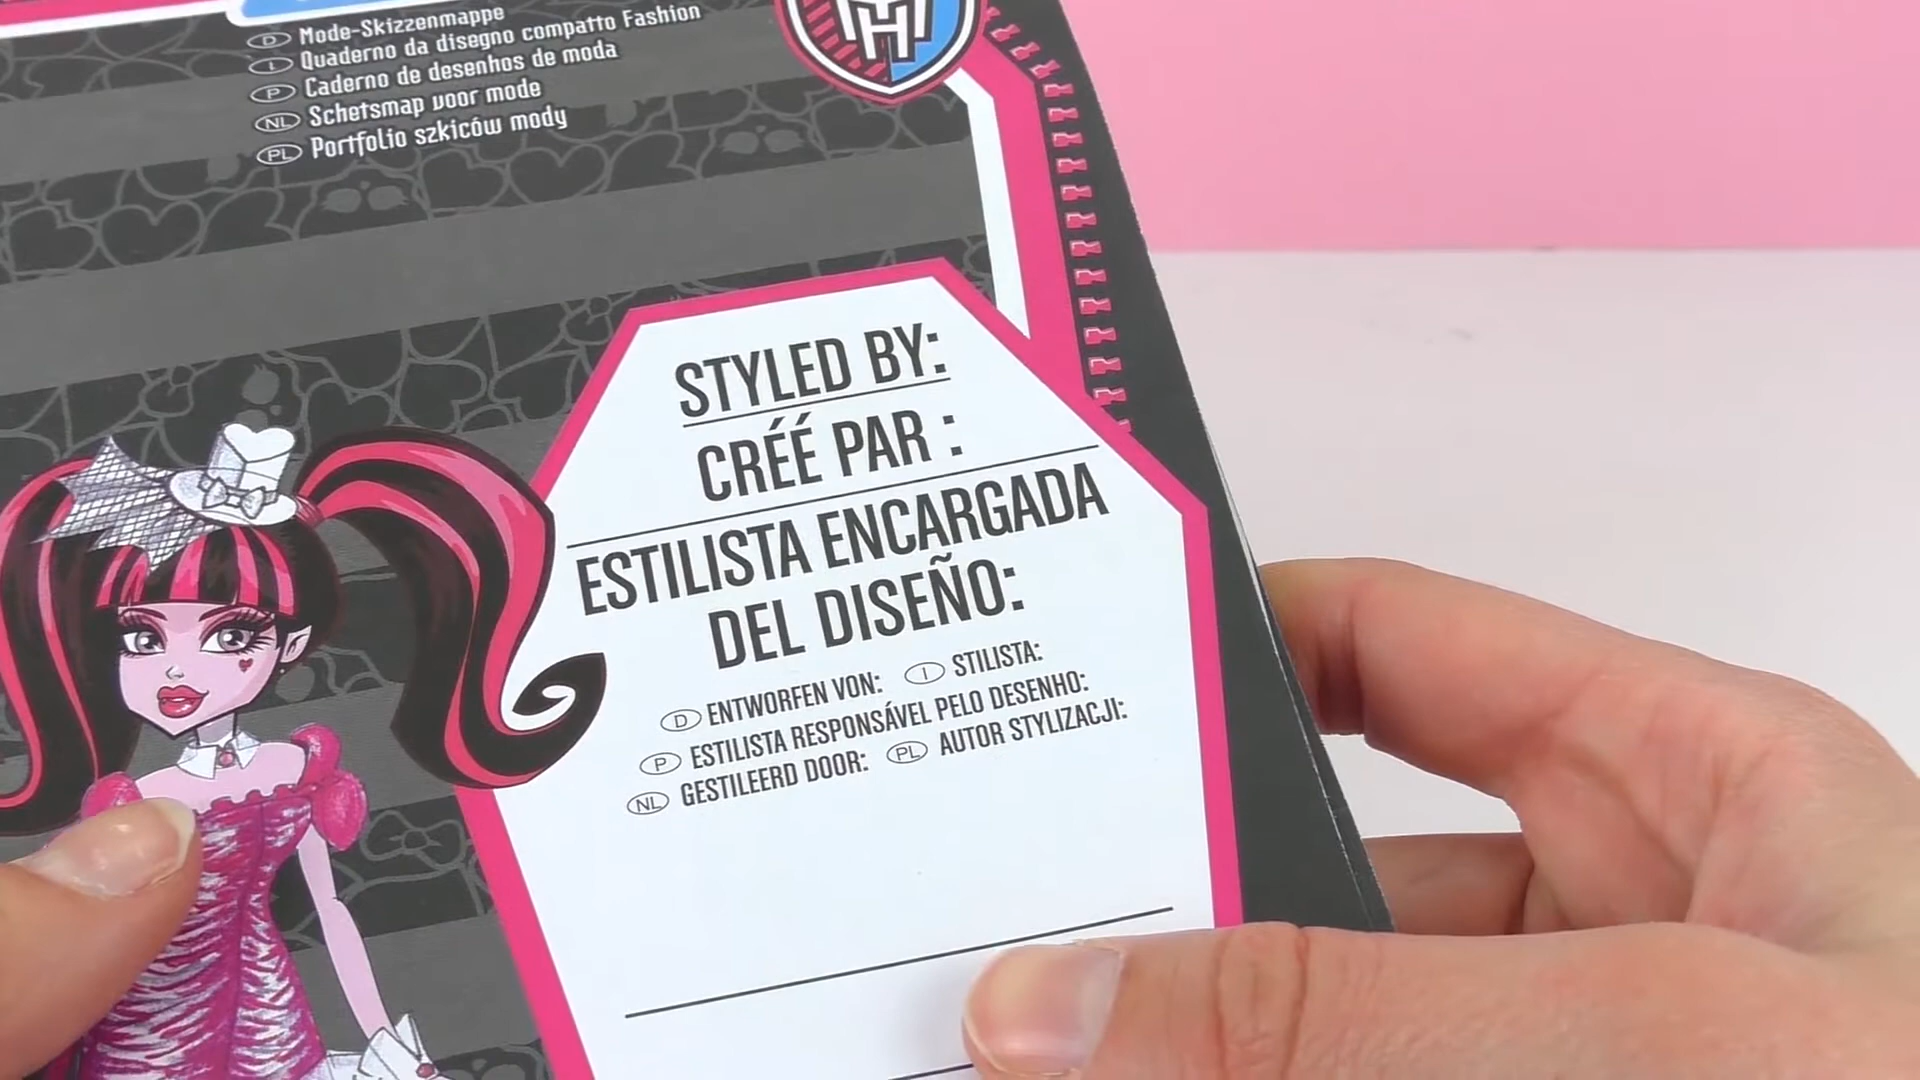 D Mode-Skizzenmappe
I Quaderno da disegno compatto Fashion
P Caderno de desenhos de moda
NL Schetsmap voor mode
PL Portfolio szkiców mody
STYLED BY:
CRÉÉ PAR :
ESTILISTA ENCARGADA
DEL DISEÑO:
D ENTWORFEN VON: I STILISTA:
P ESTILISTA RESPONSÁVEL PELO DESENHO:
NL GESTILEERD DOOR: PL AUTOR STYLIZACJI: